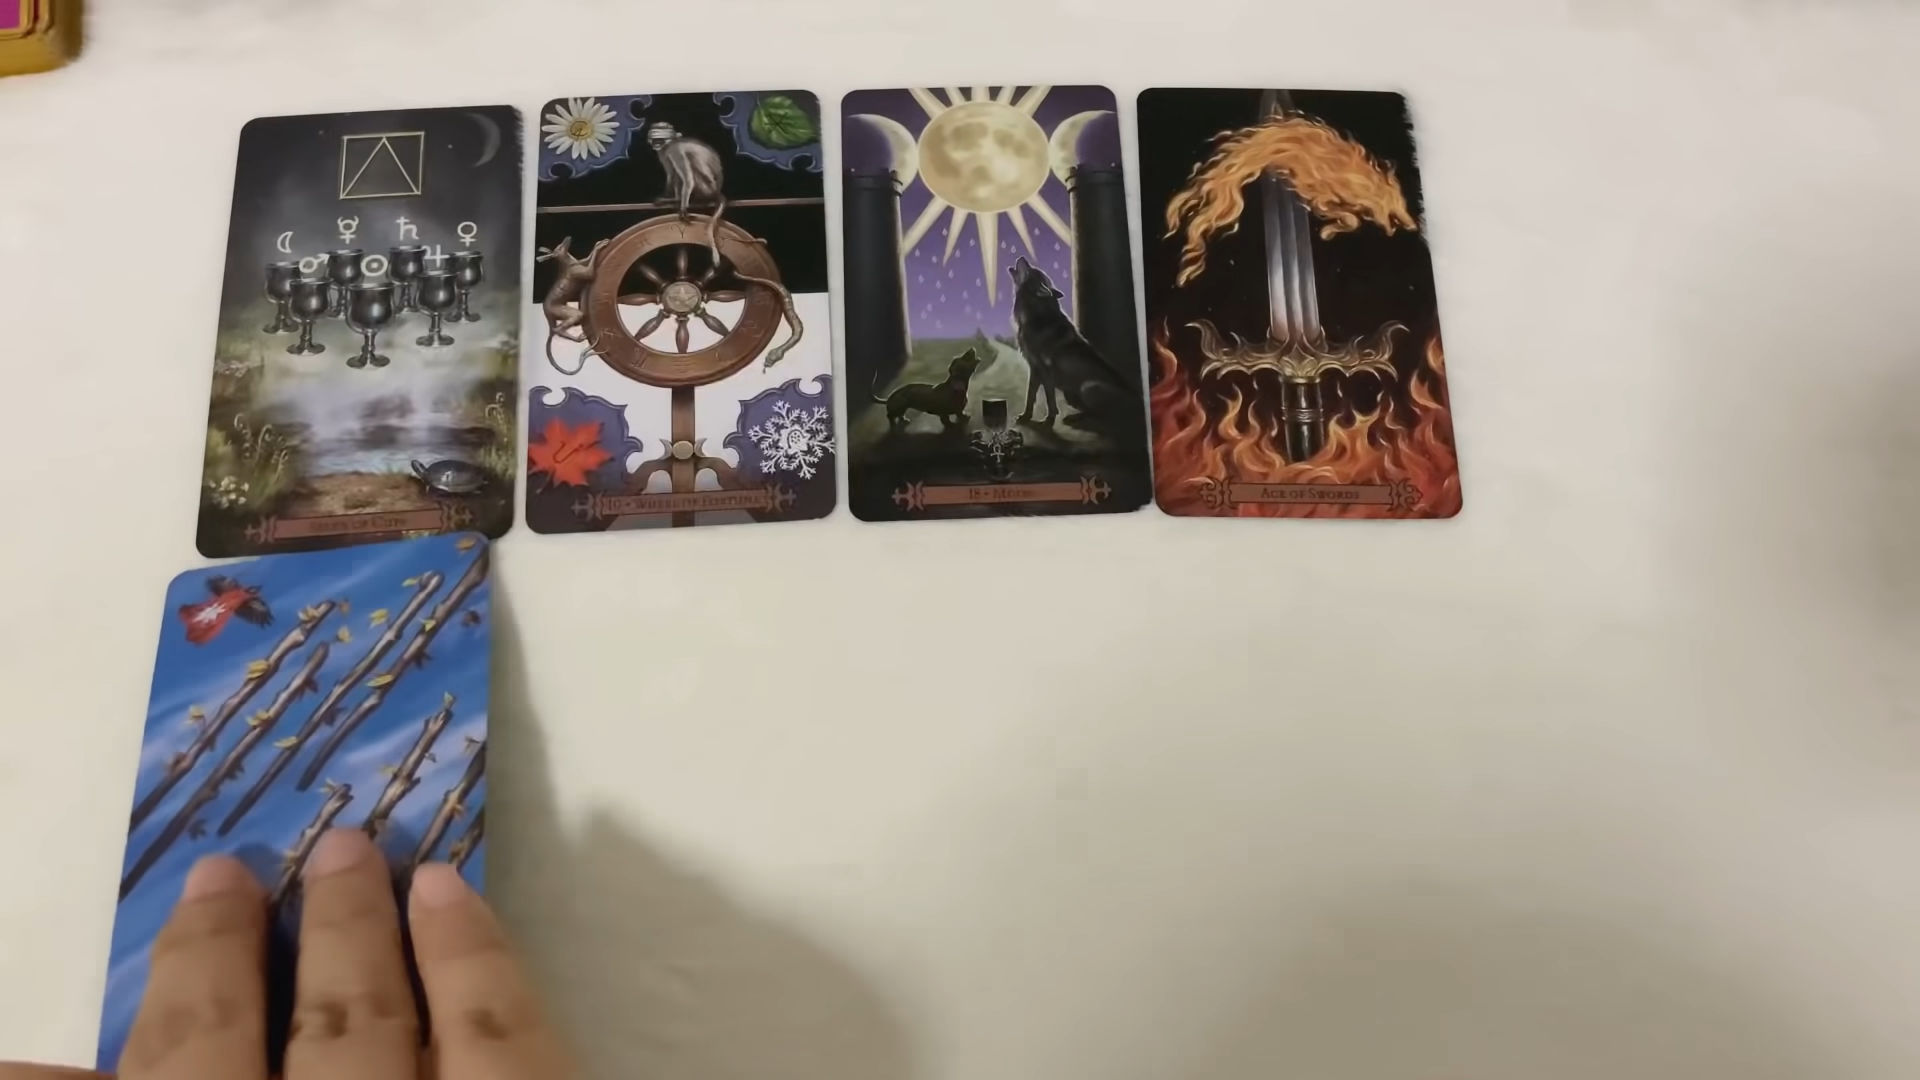 Seven of Cups
10 • Wheel of Fortune
18 • Moon
Ace of Swords